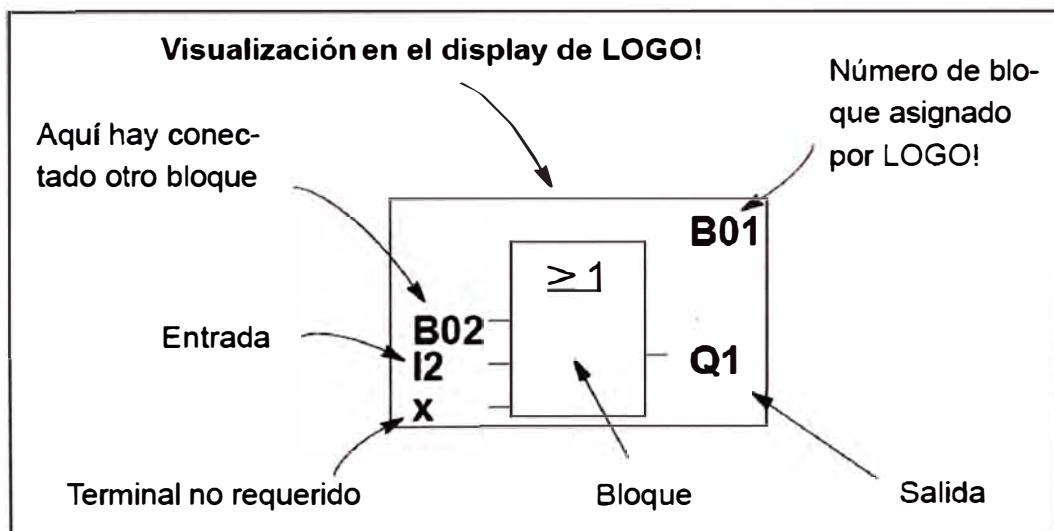 Visualización en el display de LOGO!
Número de blo-
que asignado
por LOGO!
Aquí hay conec-
tado otro bloque
B01
≥ 1
Entrada
B02
I2
x
Q1
Terminal no requerido
Bloque
Salida